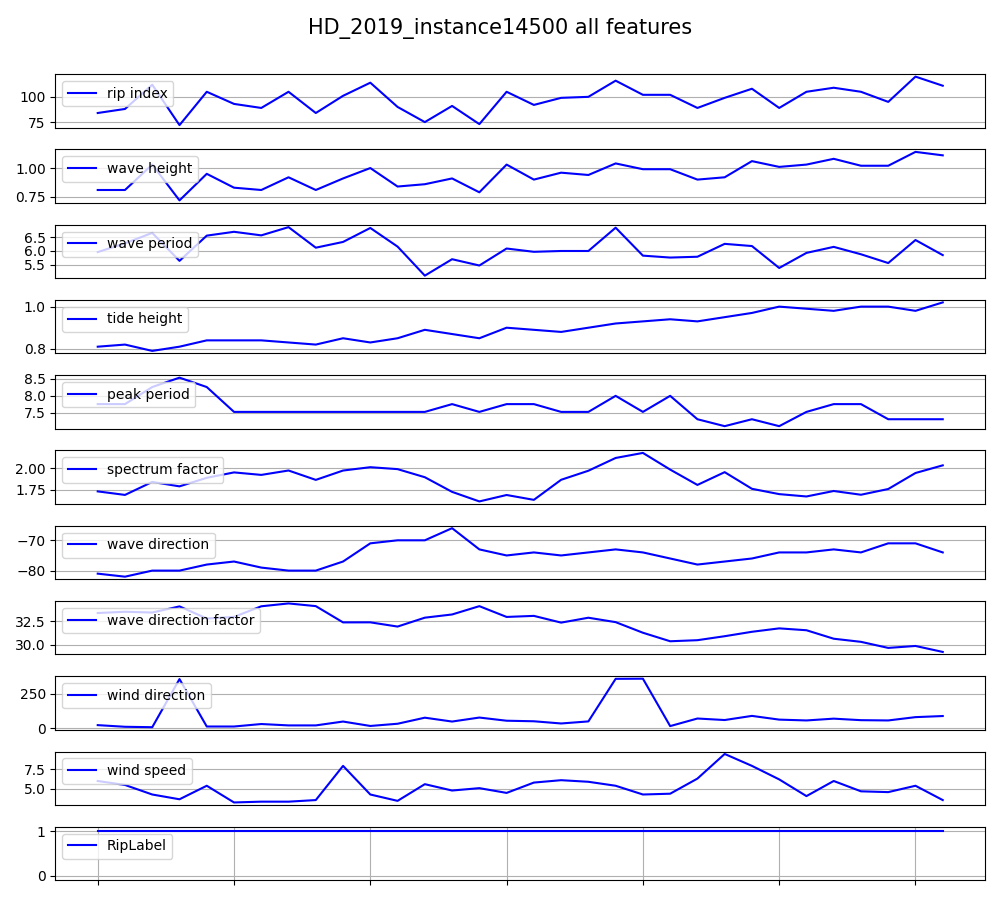 HD_2019_instance14500 all features
rip index
100
75
wave height
1.00
0.75
wave period
6.5
6.0
5.5
tide height
1.0
0.8
peak period
8.5
8.0
7.5
spectrum factor
2.00
1.75
wave direction
−70
−80
wave direction factor
32.5
30.0
wind direction
250
0
wind speed
7.5
5.0
RipLabel
1
0